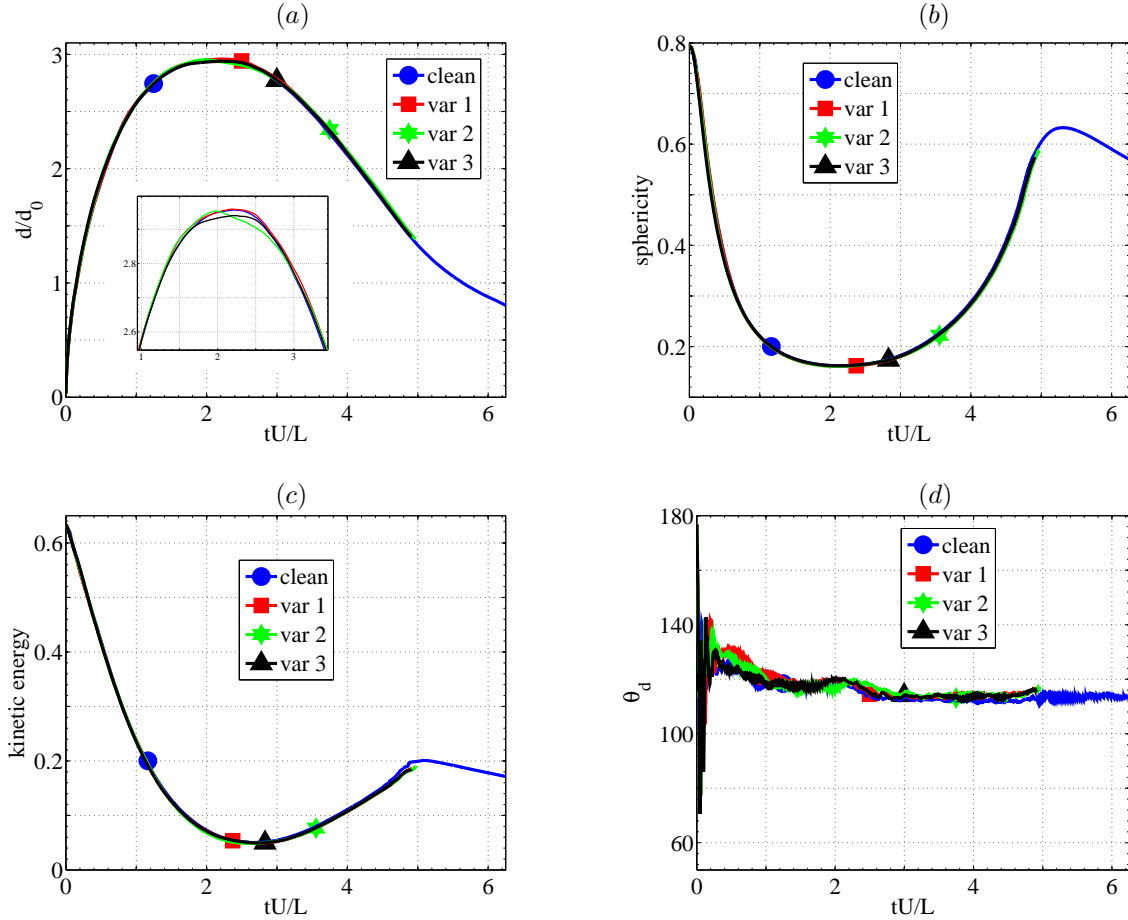 (a)
3
2
1
0
0
2
4
6
d/d0
tU/L
clean
var 1
var 2
var 3
2.8
2.6
1
2
3
(b)
0.8
0.6
0.4
0.2
0
2
4
6
sphericity
tU/L
clean
var 1
var 2
var 3
(c)
0.6
0.4
0.2
0
0
2
4
6
kinetic energy
tU/L
clean
var 1
var 2
var 3
(d)
180
140
100
60
0
2
4
6
θd
tU/L
clean
var 1
var 2
var 3